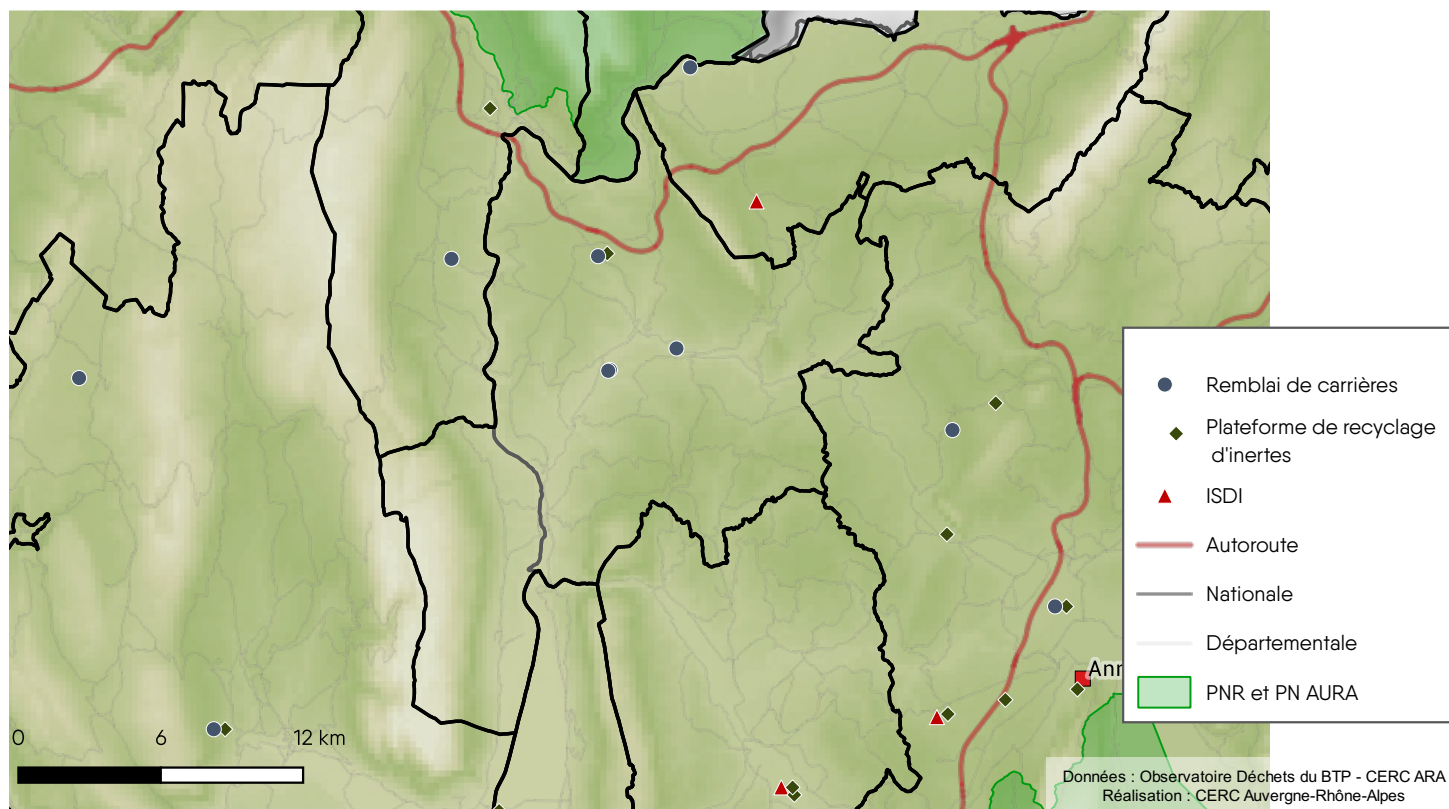 Remblai de carrières
Plateforme de recyclage
d'inertes
ISDI
Autoroute
Nationale
Départementale
PNR et PN AURA
Ann
0 6 12 km
Données : Observatoire Déchets du BTP - CERC ARA
Réalisation : CERC Auvergne-Rhône-Alpes